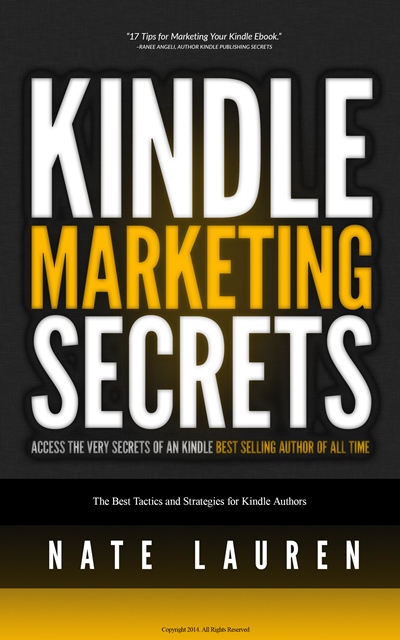 “17 Tips for Marketing Your Kindle Ebook.”
–RANEE ANGELI, AUTHOR KINDLE PUBLISHING SECRETS
KINDLE
MARKETING
SECRETS
ACCESS THE VERY SECRETS OF AN KINDLE BEST SELLING AUTHOR OF ALL TIME
The Best Tactics and Strategies for Kindle Authors
NATE LAUREN
Copyright 2014. All Rights Reserved